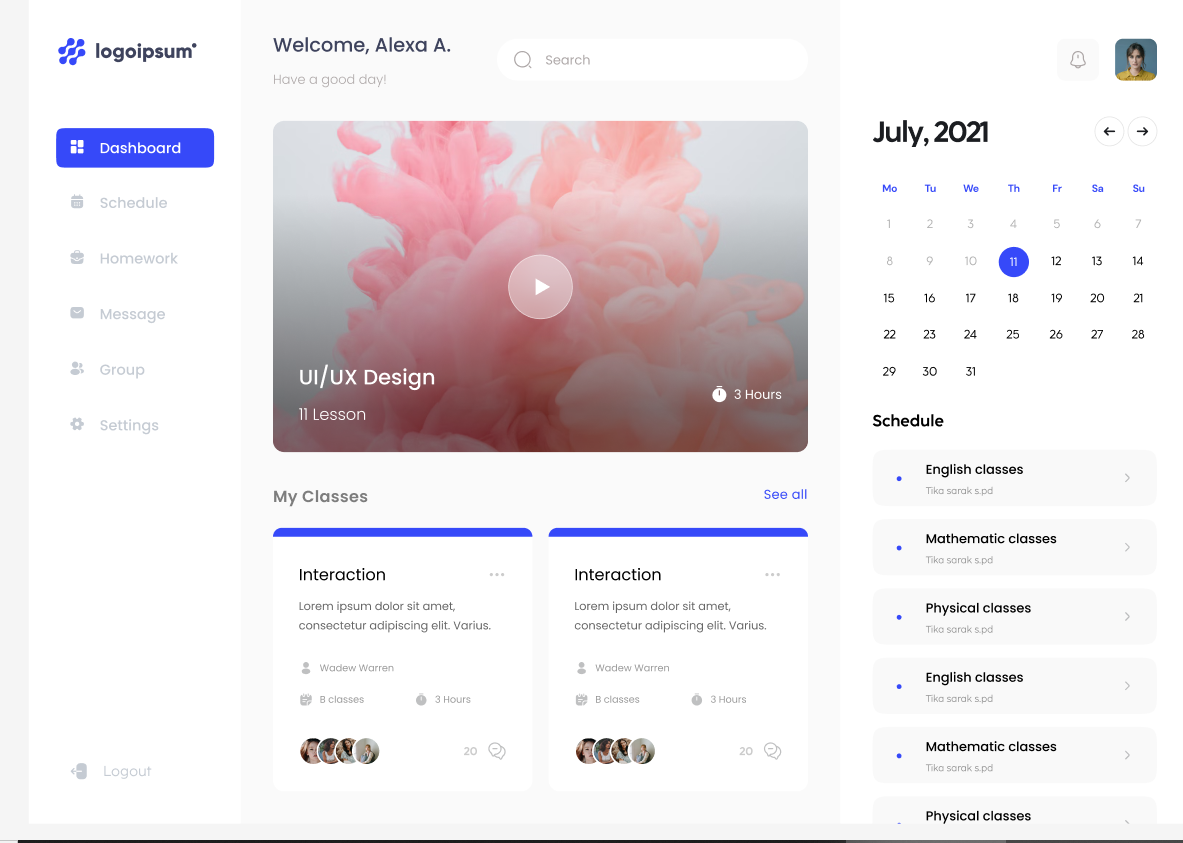 logoipsum
Dashboard
Schedule
Homework
Message
Group
Settings
Logout
Welcome, Alexa A.
Have a good day!
Search
UI/UX Design
11 Lesson
3 Hours
My Classes
See all
Interaction
Lorem ipsum dolor sit amet,
consectetur adipiscing elit. Varius.
Wadew Warren
B classes
3 Hours
20
Interaction
Lorem ipsum dolor sit amet,
consectetur adipiscing elit. Varius.
Wadew Warren
B classes
3 Hours
20
July, 2021
Mo Tu We Th Fr Sa Su
1 2 3 4 5 6 7
8 9 10 11 12 13 14
15 16 17 18 19 20 21
22 23 24 25 26 27 28
29 30 31
Schedule
English classes
Tika sarak s.pd
Mathematic classes
Tika sarak s.pd
Physical classes
Tika sarak s.pd
English classes
Tika sarak s.pd
Mathematic classes
Tika sarak s.pd
Physical classes